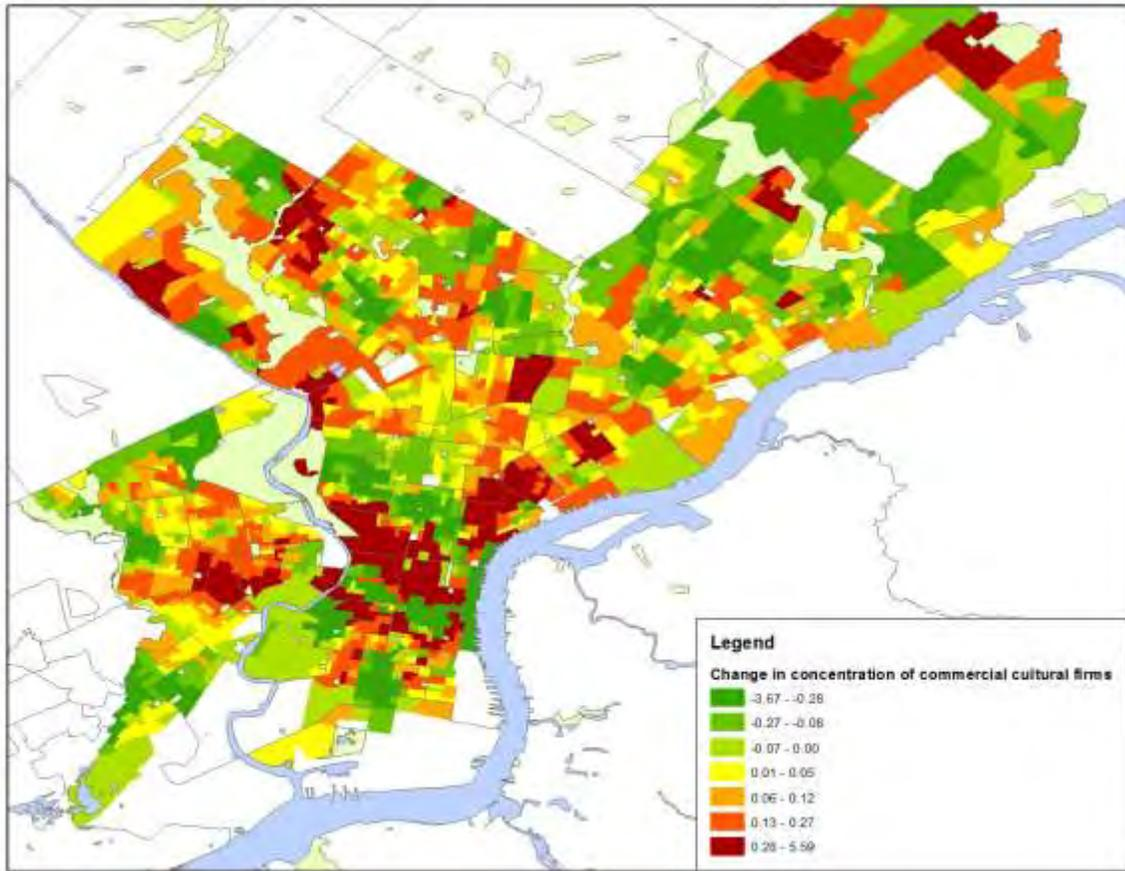 Legend
Change in concentration of commercial cultural firms
-3.67 - -0.28
-0.27 - -0.08
-0.07 - 0.00
0.01 - 0.05
0.06 - 0.12
0.13 - 0.27
0.28 - 5.59